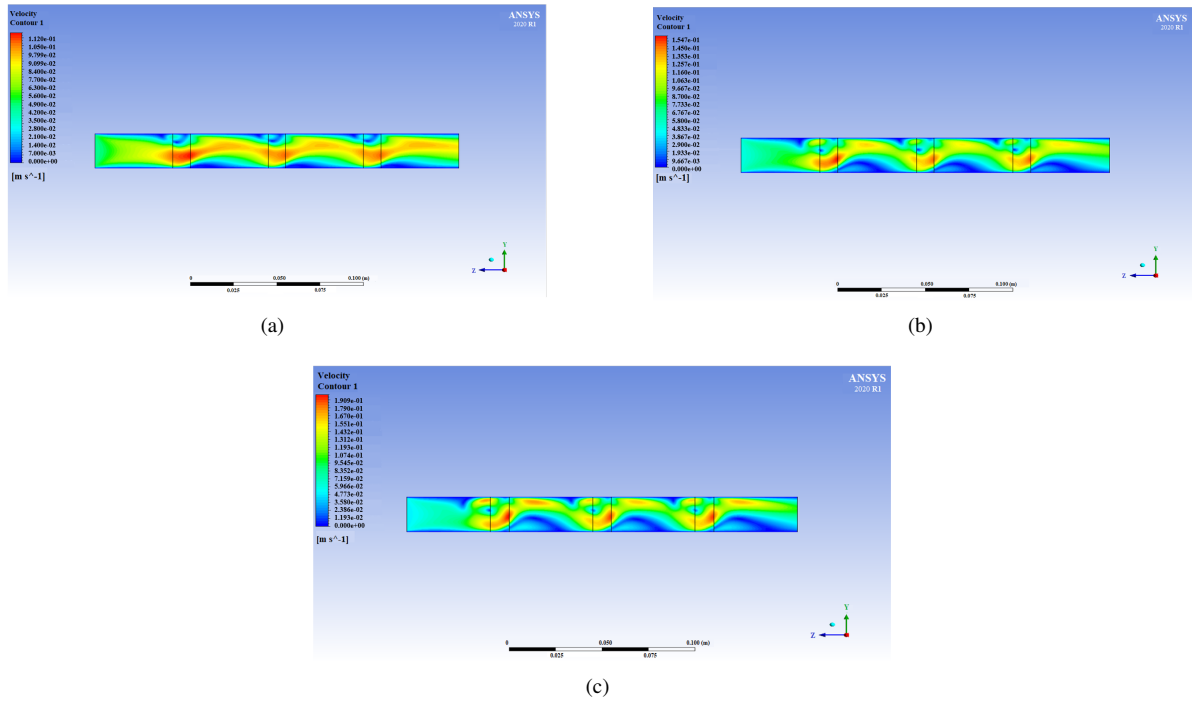 Velocity
Contour 1
1.120e-01
1.050e-01
9.799e-02
9.099e-02
8.400e-02
7.700e-02
6.300e-02
5.600e-02
4.900e-02
4.200e-02
3.500e-02
2.800e-02
2.100e-02
1.400e-02
7.000e-03
0.000e+00
[m s^-1]
ANSYS
2020 R1
Y
Z
0
0.050
0.100 (m)
0.025
0.075
(a)
Velocity
Contour 1
1.547e-01
1.450e-01
1.353e-01
1.257e-01
1.160e-01
1.063e-01
9.667e-02
8.700e-02
7.733e-02
6.767e-02
5.800e-02
4.833e-02
3.867e-02
2.900e-02
1.933e-02
9.667e-03
0.000e+00
[m s^-1]
ANSYS
2020 R1
Y
Z
0
0.050
0.100 (m)
0.025
0.075
(b)
Velocity
Contour 1
1.909e-01
1.790e-01
1.670e-01
1.551e-01
1.432e-01
1.312e-01
1.193e-01
1.074e-01
9.545e-02
8.352e-02
7.159e-02
5.966e-02
4.773e-02
3.580e-02
2.386e-02
1.193e-02
0.000e+00
[m s^-1]
ANSYS
2020 R1
Y
Z
0
0.050
0.100 (m)
0.025
0.075
(c)